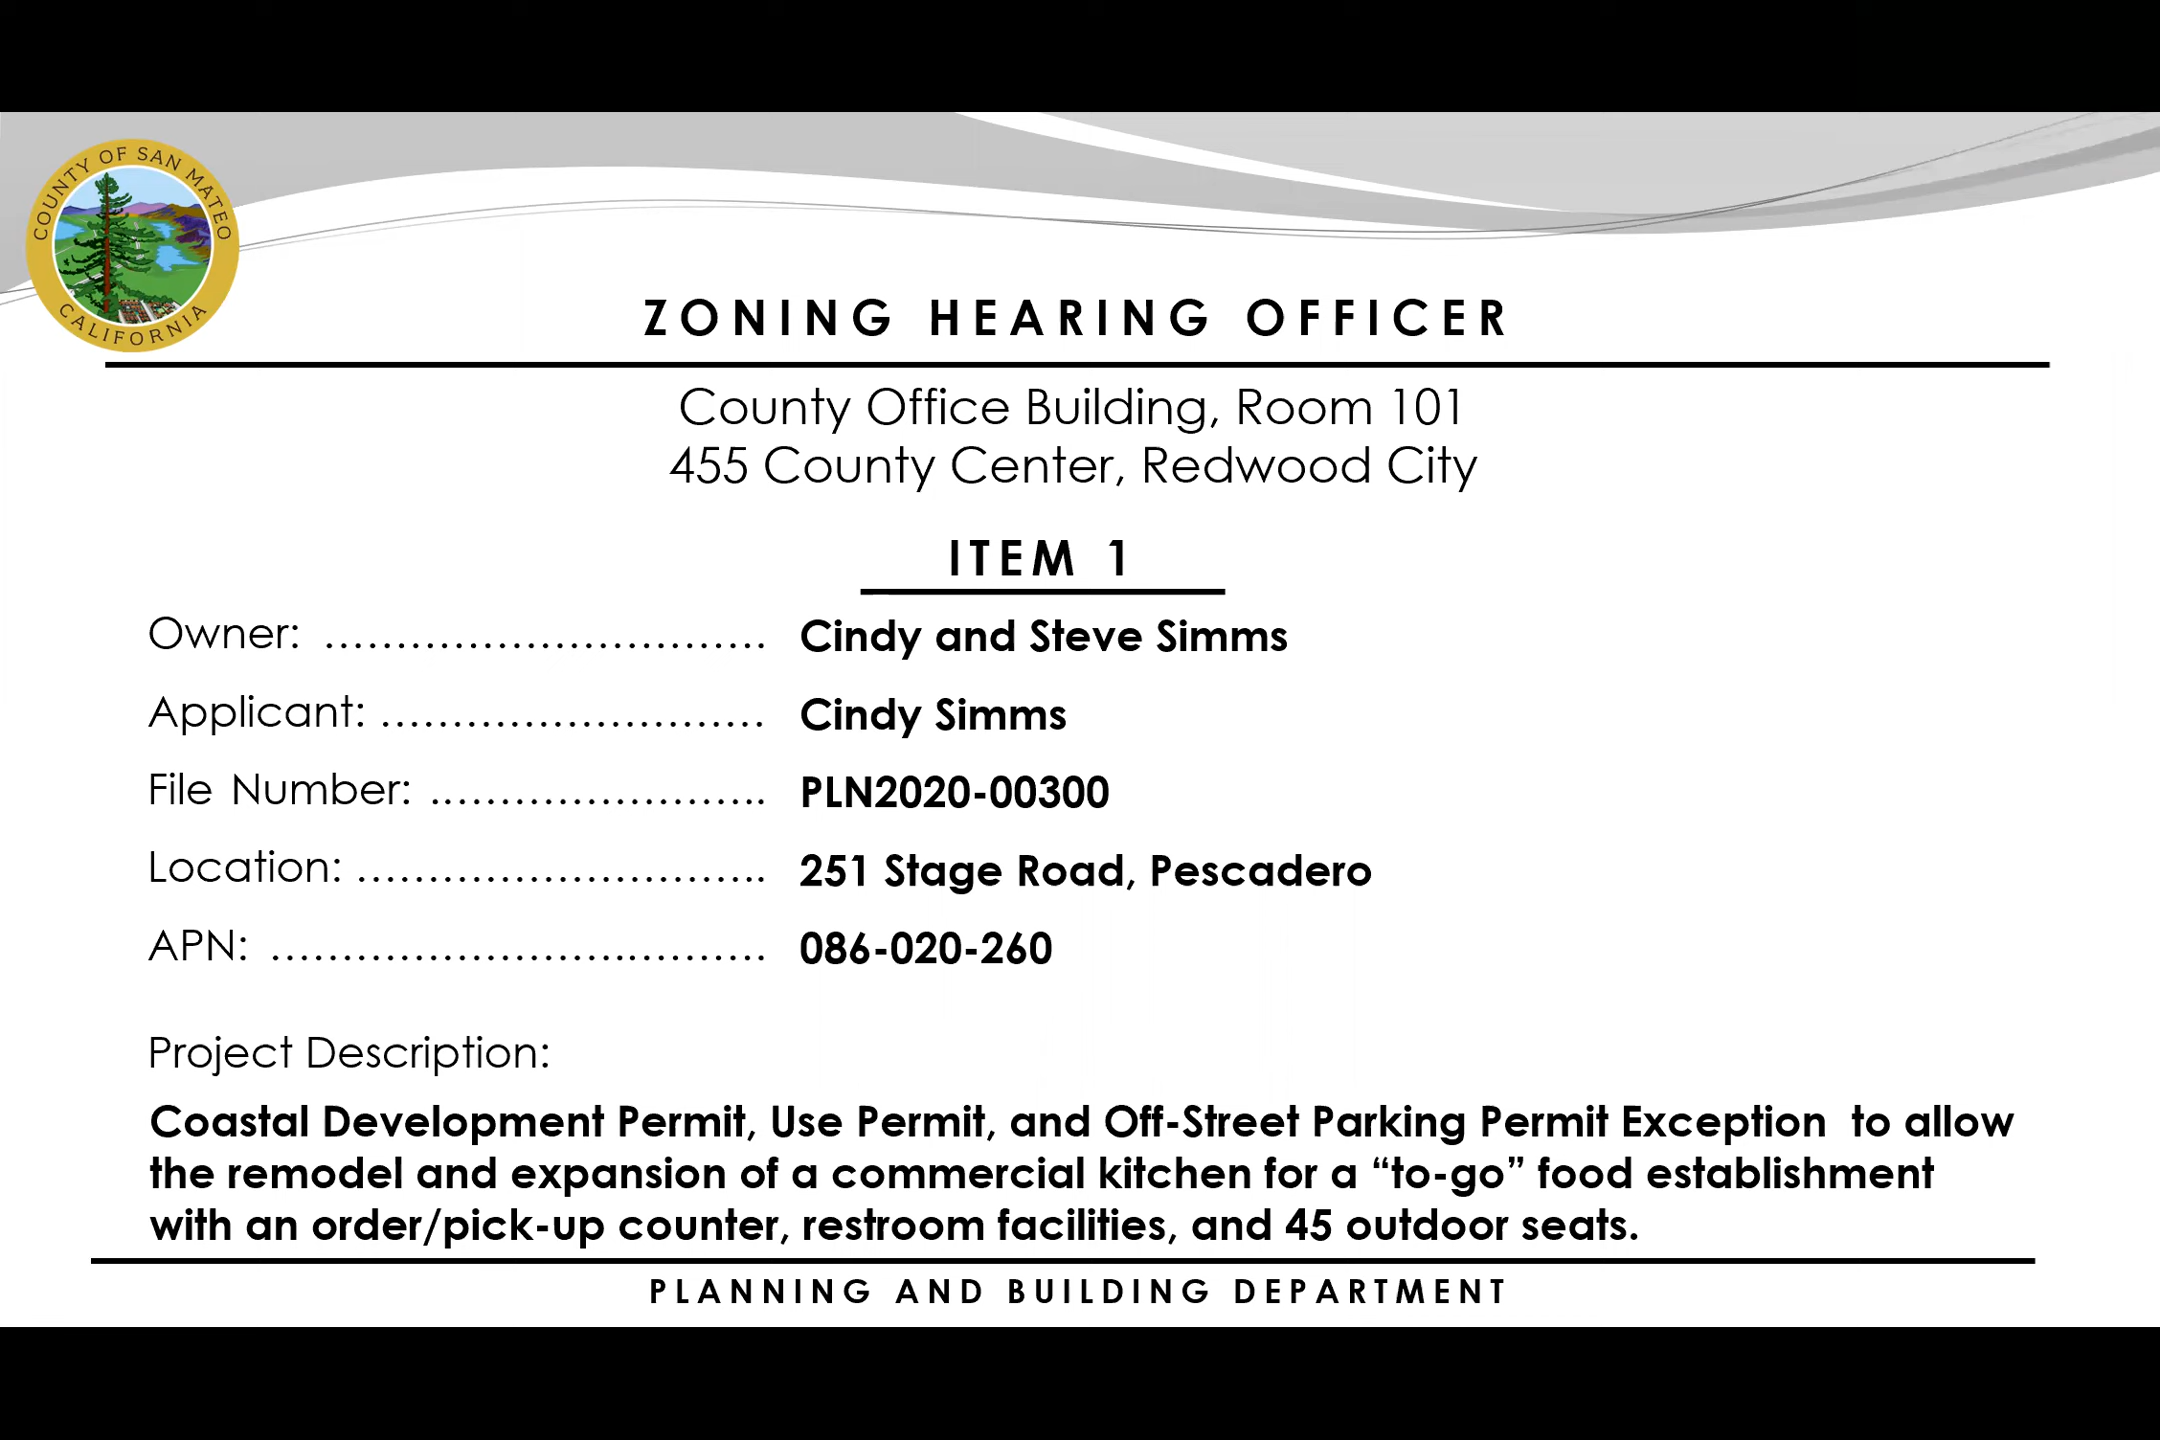 COUNTY OF SAN MATEO
CALIFORNIA
ZONING HEARING OFFICER
County Office Building, Room 101
455 County Center, Redwood City
ITEM 1
Owner: ............................... Cindy and Steve Simms
Applicant: ........................... Cindy Simms
File Number: ........................ PLN2020-00300
Location: ............................. 251 Stage Road, Pescadero
APN: ................................... 086-020-260
Project Description:
Coastal Development Permit, Use Permit, and Off-Street Parking Permit Exception  to allow
the remodel and expansion of a commercial kitchen for a “to-go” food establishment
with an order/pick-up counter, restroom facilities, and 45 outdoor seats.
PLANNING AND BUILDING DEPARTMENT